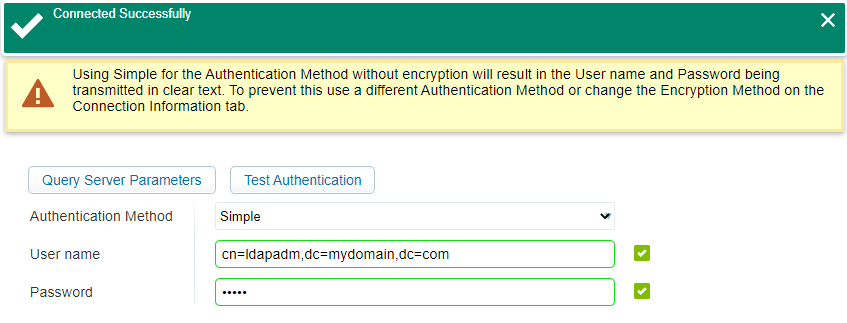 Connected Successfully
Using Simple for the Authentication Method without encryption will result in the User name and Password being
transmitted in clear text. To prevent this use a different Authentication Method or change the Encryption Method on the
Connection Information tab.
Query Server Parameters Test Authentication
Authentication Method Simple
User name cn=ldapadm,dc=mydomain,dc=com
Password •••••